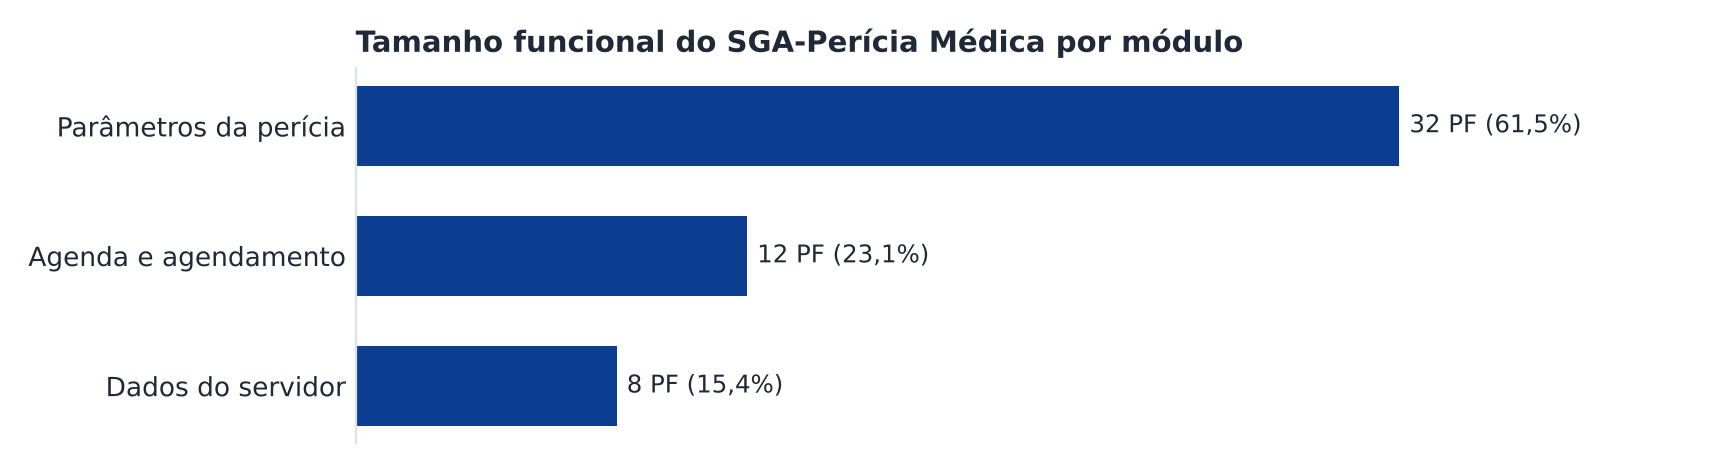 Tamanho funcional do SGA-Perícia Médica por módulo
Parâmetros da perícia 32 PF (61,5%)
Agenda e agendamento 12 PF (23,1%)
Dados do servidor 8 PF (15,4%)